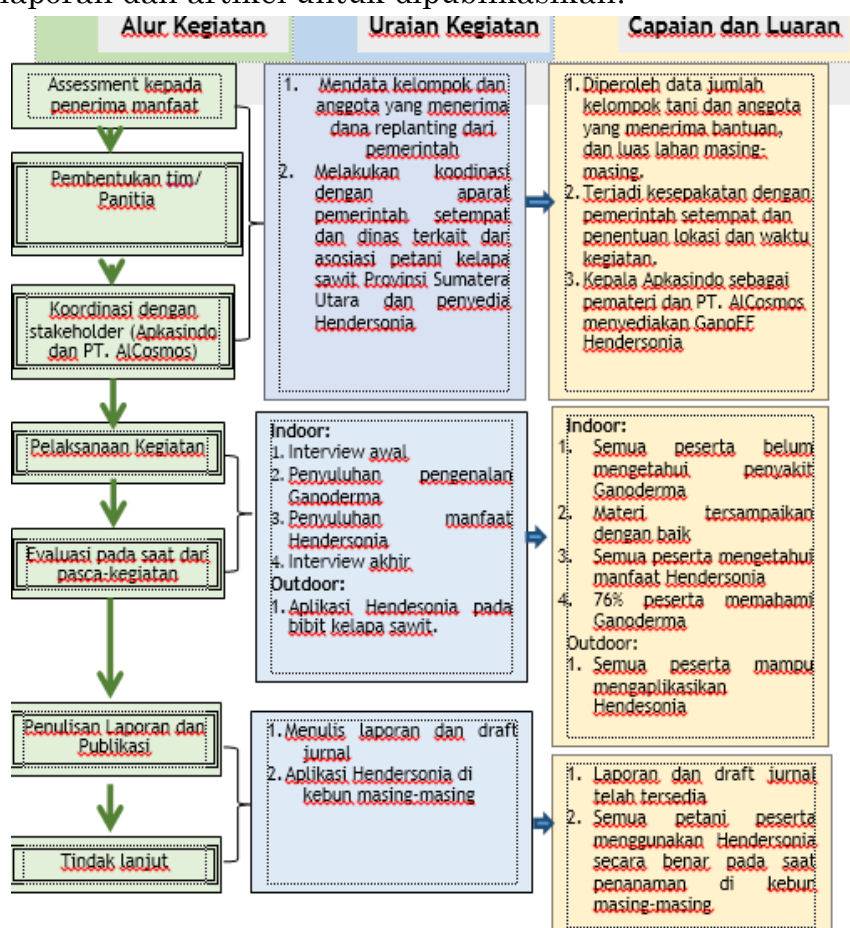 laporan dan artikel untuk dipublikasikan.
Alur Kegiatan
Uraian Kegiatan
Capaian dan Luaran
Assessment kepada
penerima manfaat
Pembentukan tim/
Panitia
Koordinasi dengan
stakeholder (Apkasindo
dan PT. AlCosmos)
1. Mendata kelompok dan
anggota yang menerima
dana replanting dari
pemerintah
2. Melakukan koodinasi
dengan aparat
pemerintah setempat
dan dinas terkait dan
asosiasi petani kelapa
sawit Provinsi Sumatera
Utara dan penyedia
Hendersonia
1. Diperoleh data jumlah
kelompok tani dan anggota
yang menerima bantuan,
dan luas lahan masing-
masing.
2. Terjadi kesepakatan dengan
pemerintah setempat dan
penentuan lokasi dan waktu
kegiatan.
3. Kepala Apkasindo sebagai
pemateri dan PT. AlCosmos
menyediakan GanoEF
Hendersonia
Pelaksanaan Kegiatan
Evaluasi pada saat dan
pasca-kegiatan
Indoor:
1. Interview awal
2. Penyuluhan pengenalan
Ganoderma
3. Penyuluhan manfaat
Hendersonia
4. Interview akhir
Outdoor:
1. Aplikasi Hendesonia pada
bibit kelapa sawit.
Indoor:
1. Semua peserta belum
mengetahui penyakit
Ganoderma
2. Materi tersampaikan
dengan baik
3. Semua peserta mengetahui
manfaat Hendersonia
4. 76% peserta memahami
Ganoderma
Outdoor:
1. Semua peserta mampu
mengaplikasikan
Hendesonia
Penulisan Laporan dan
Publikasi
Tindak lanjut
1. Menulis laporan dan draft
jurnal
2. Aplikasi Hendersonia di
kebun masing-masing
1. Laporan dan draft jurnal
telah tersedia
2. Semua petani peserta
menggunakan Hendersonia
secara benar pada saat
penanaman di kebun
masing-masing